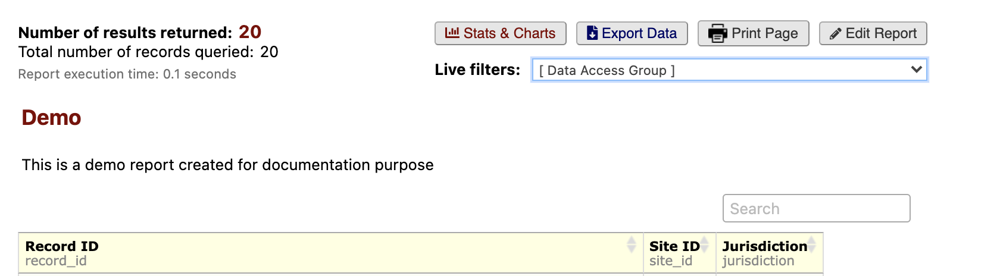 Number of results returned: 20
Total number of records queried: 20
Report execution time: 0.1 seconds
Stats & Charts
Export Data
Print Page
Edit Report
Live filters:
[ Data Access Group ]
Demo
This is a demo report created for documentation purpose
Search
Record ID
record_id
Site ID
site_id
Jurisdiction
jurisdiction